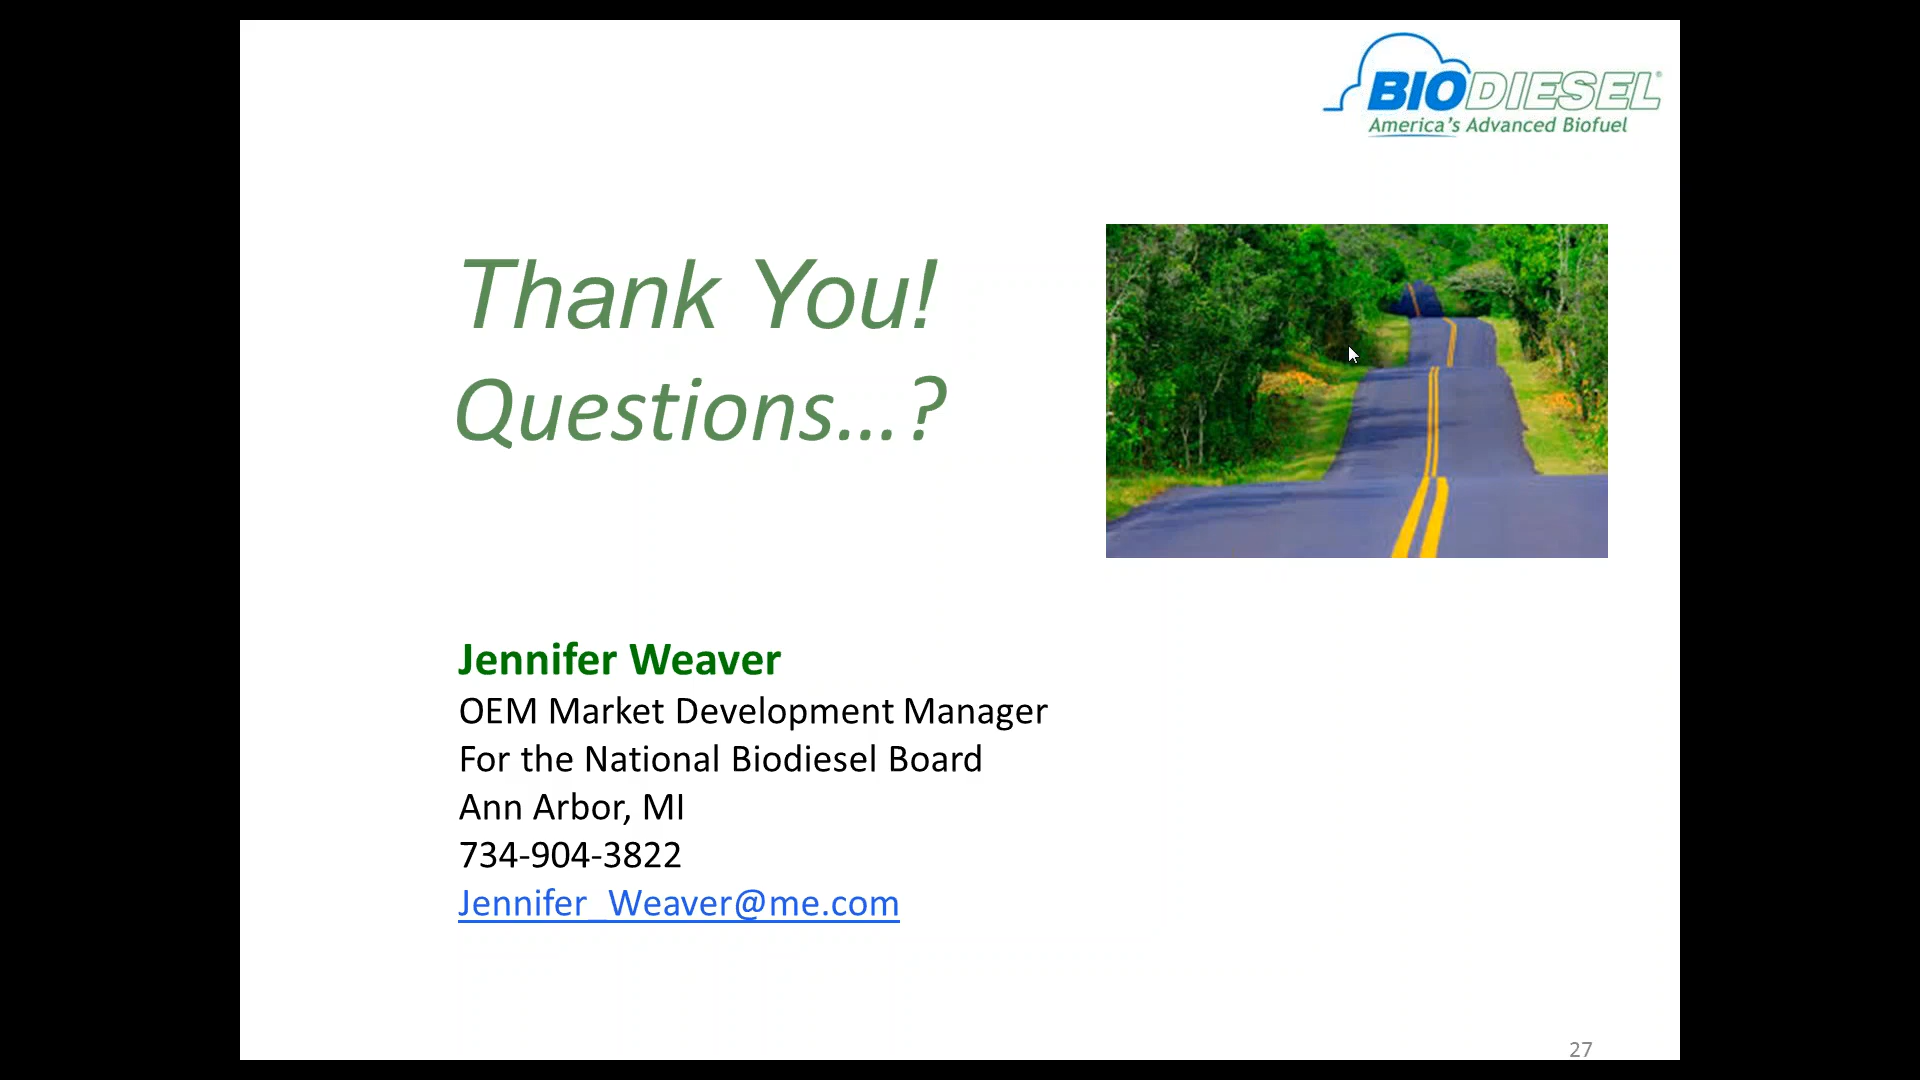 BIODIESEL®
America's Advanced Biofuel
Thank You!
Questions...?
Jennifer Weaver
OEM Market Development Manager
For the National Biodiesel Board
Ann Arbor, MI
734-904-3822
Jennifer_Weaver@me.com
27